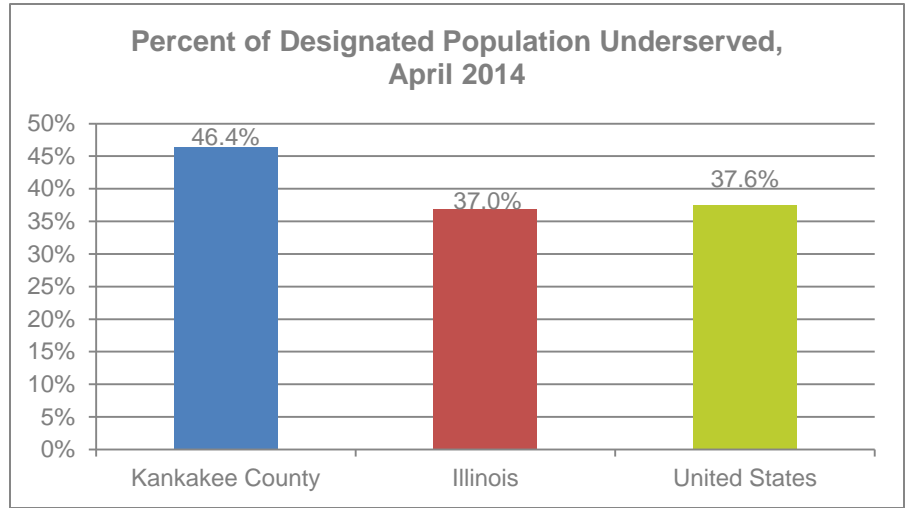 Percent of Designated Population Underserved,
April 2014
50%
45%
40%
35%
30%
25%
20%
15%
10%
5%
0%
46.4%
37.0%
37.6%
Kankakee County
Illinois
United States